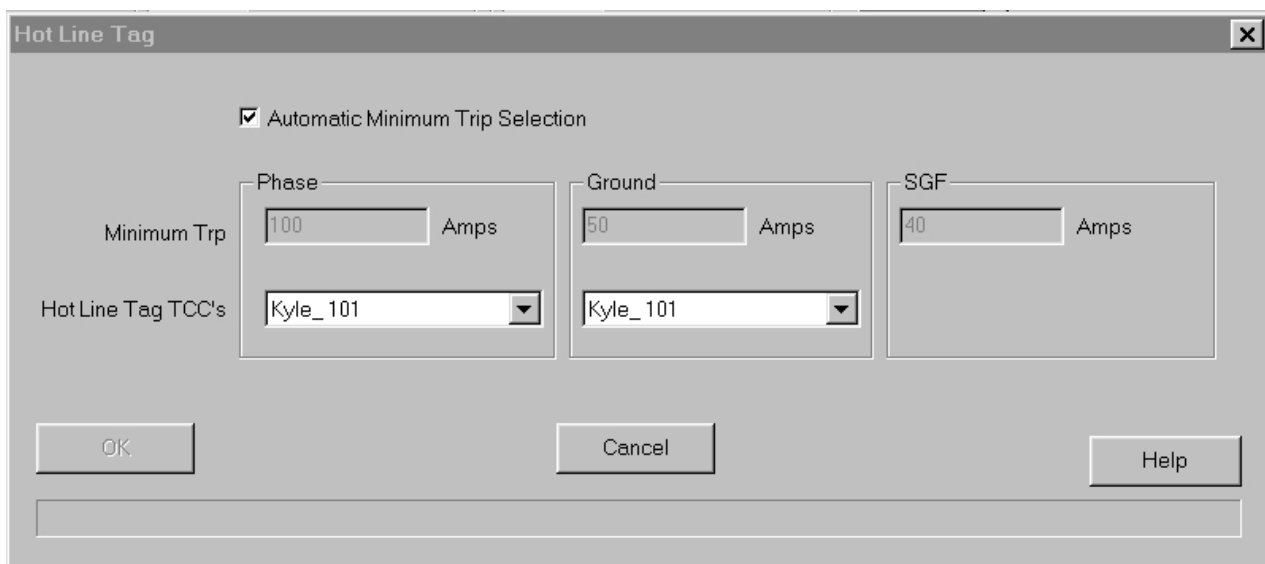 Hot Line Tag
Automatic Minimum Trip Selection
Phase
Ground
SGF
Minimum Trp
100
Amps
50
Amps
40
Amps
Hot Line Tag TCC's
Kyle_101
Kyle_101
OK
Cancel
Help